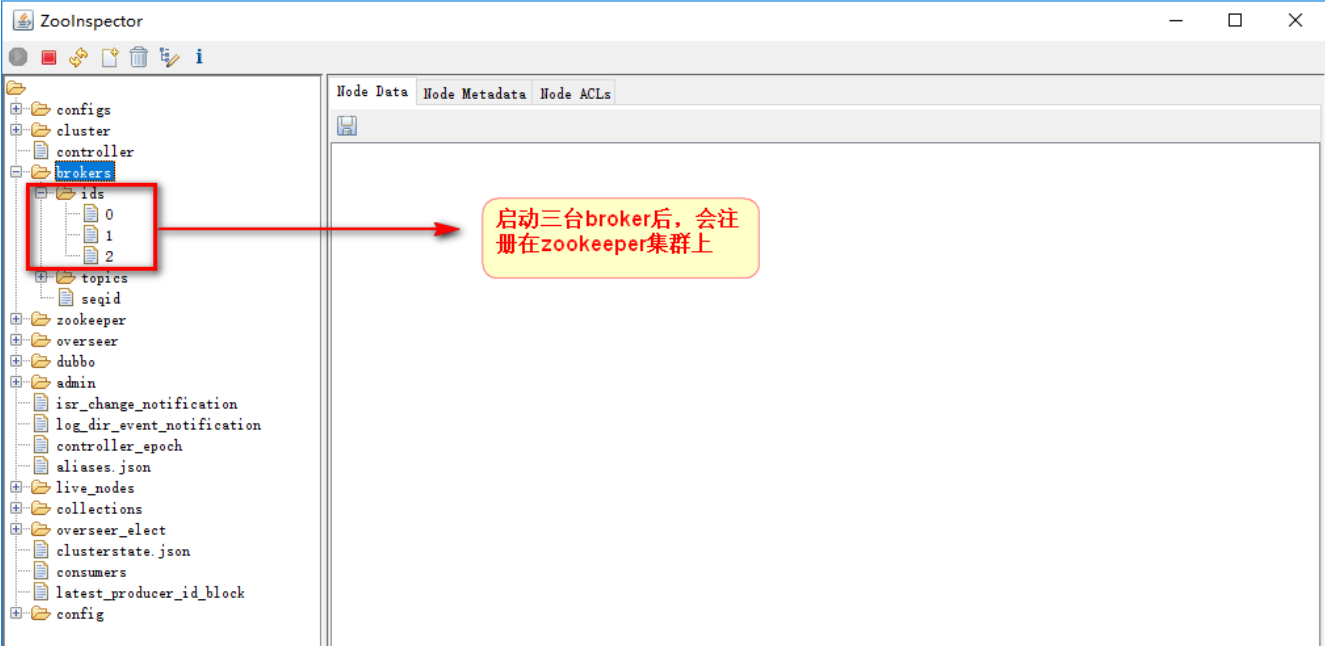 ZooInspector
Node Data Node Metadata Node ACLs
configs
cluster
controller
brokers
ids
0
1
2
启动三台broker后，会注
册在zookeeper集群上
topics
seqid
zookeeper
overseer
dubbo
admin
isr_change_notification
log_dir_event_notification
controller_epoch
aliases.json
live_nodes
collections
overseer_elect
clusterstate.json
consumers
latest_producer_id_block
config